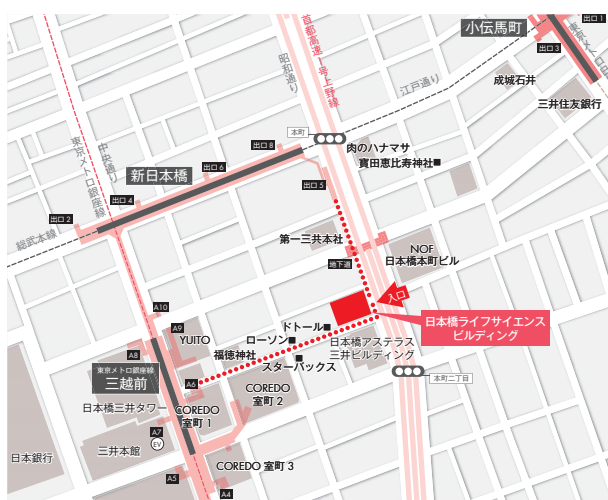 小伝馬町
出口 1
出口 3
東京メトロ日
首都高速一号上野線
昭和通り
江戸通り
成城石井
三井住友銀行
本町
肉のハナマサ
寳田恵比寿神社
出口 8
出口 6
新日本橋
出口 5
出口 4
出口 2
中央通り
東京メトロ銀座線
総武本線
第一三共本社
地下道
NOF
日本橋本町ビル
入口
日本橋ライフサイエンス
ビルディング
A10
A9
YUITO
A8
ドトール
ローソン
福徳神社
スターバックス
日本橋アステラス
三井ビルディング
本町二丁目
東京メトロ銀座線
三越前
A6
COREDO
室町 2
日本橋三井タワー
COREDO
室町 1
A7
EV
三井本館
日本銀行
COREDO 室町 3
A5
A4